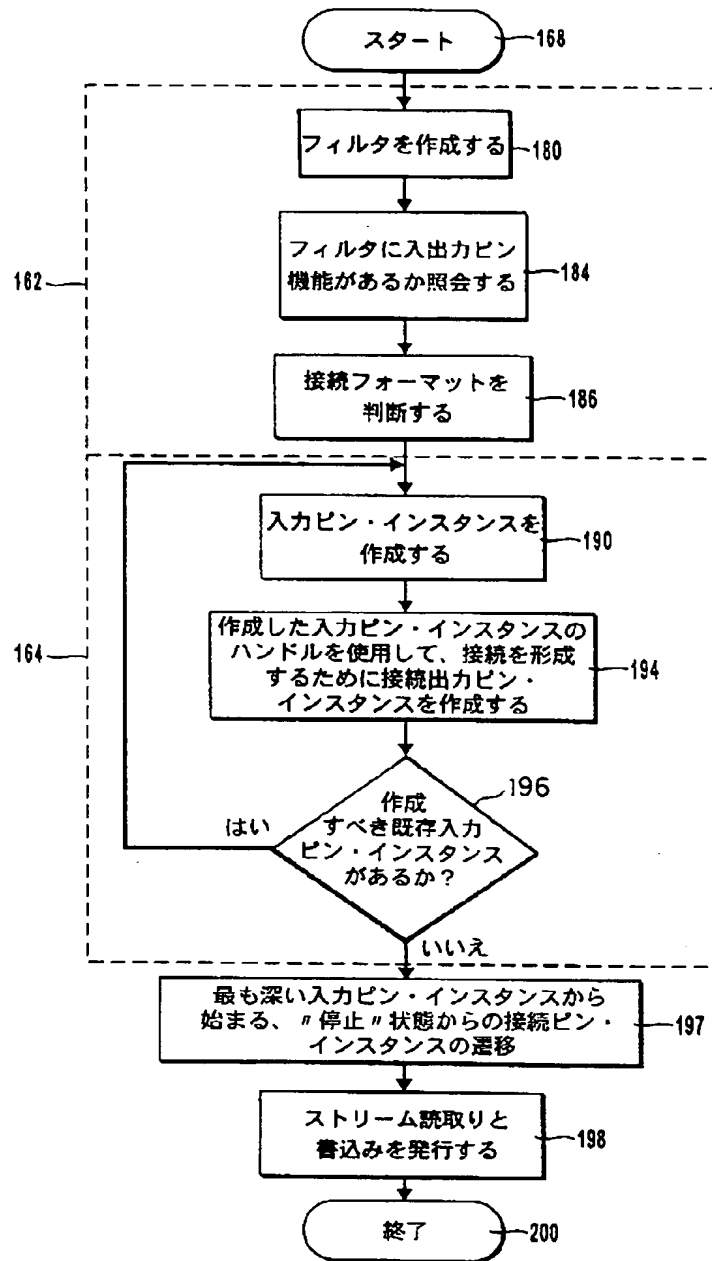 スタート
168
フィルタを作成する
180
フィルタに入出力ピン
機能があるか照会する
184
162
接続フォーマットを
判断する
186
入力ピン・インスタンスを
作成する
190
作成した入力ピン・インスタンスの
ハンドルを使用して、接続を形成
するために接続出力ピン・
インスタンスを作成する
194
164
196
作成
すべき既存入力
ピン・インスタンス
があるか?
はい
いいえ
最も深い入力ピン・インスタンスから
始まる、〃停止〃状態からの接続ピン・
インスタンスの遷移
197
ストリーム読取りと
書込みを発行する
198
終了
200